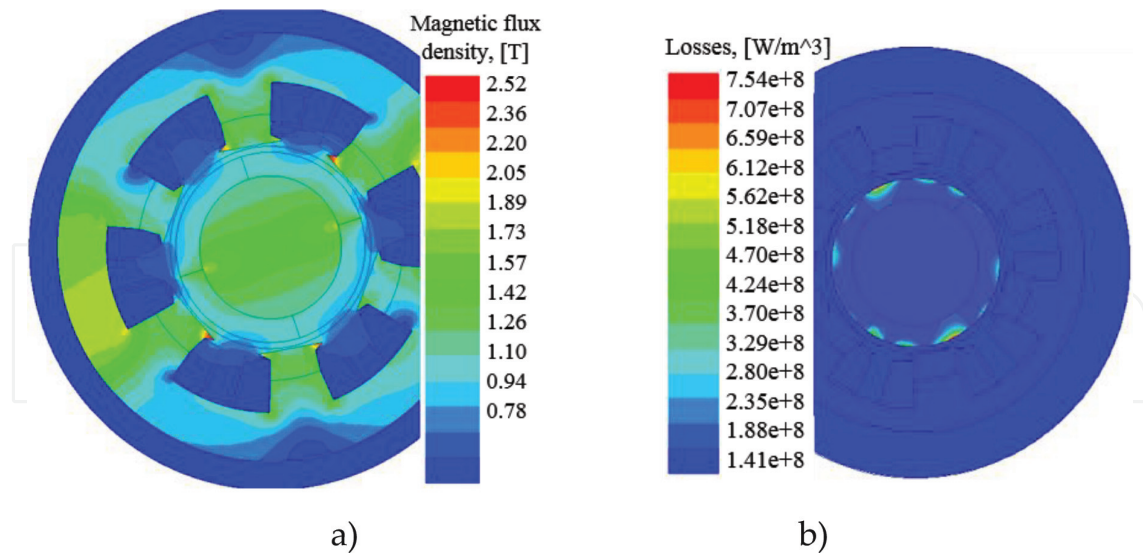 Magnetic flux
density, [T]
2.52
2.36
2.20
2.05
1.89
1.73
1.57
1.42
1.26
1.10
0.94
0.78
Losses, [W/m^3]
7.54e+8
7.07e+8
6.59e+8
6.12e+8
5.62e+8
5.18e+8
4.70e+8
4.24e+8
3.70e+8
3.29e+8
2.80e+8
2.35e+8
1.88e+8
1.41e+8
a)
b)